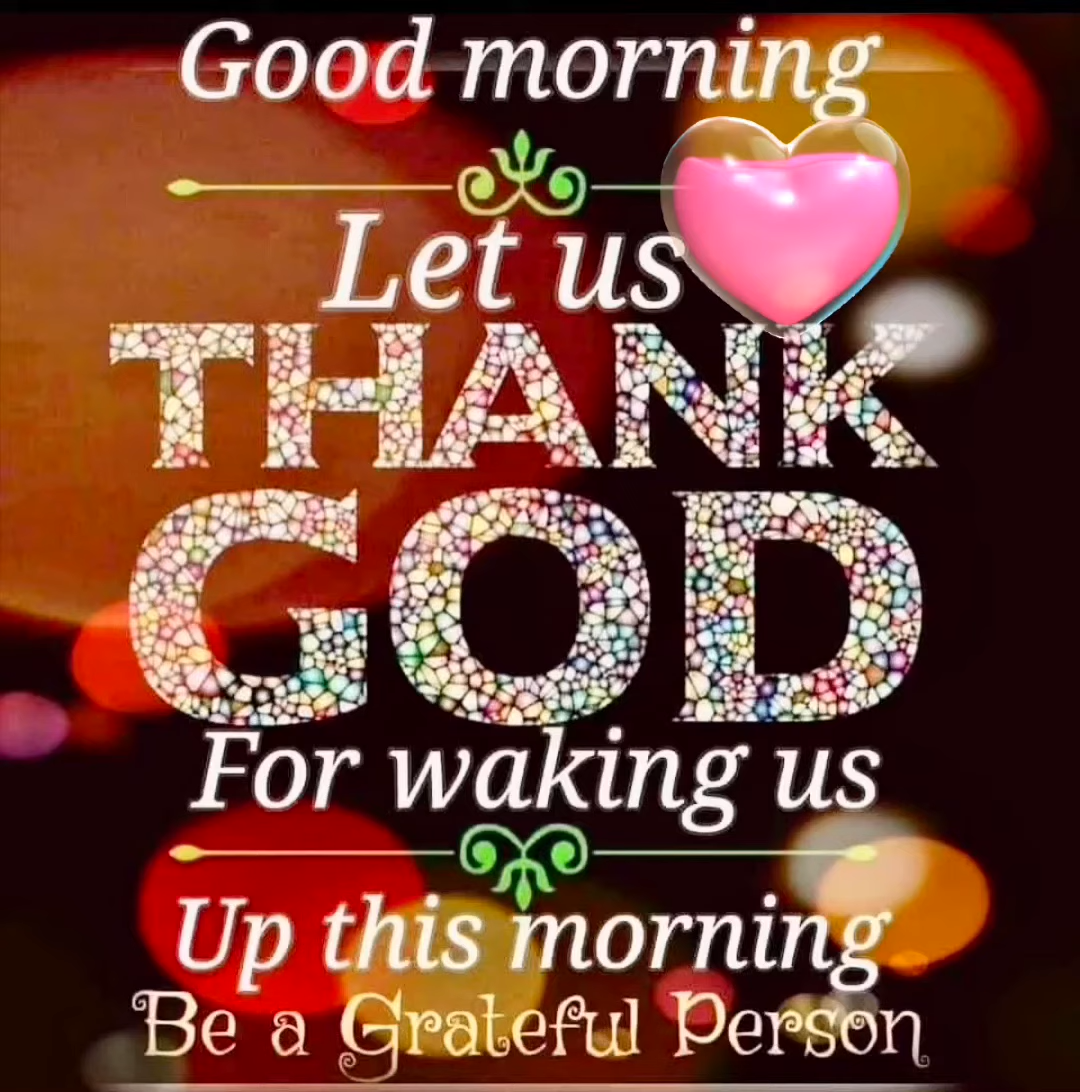 Good morning
Let us
THANK
GOD
For waking us
Up this morning
Be a Grateful Person